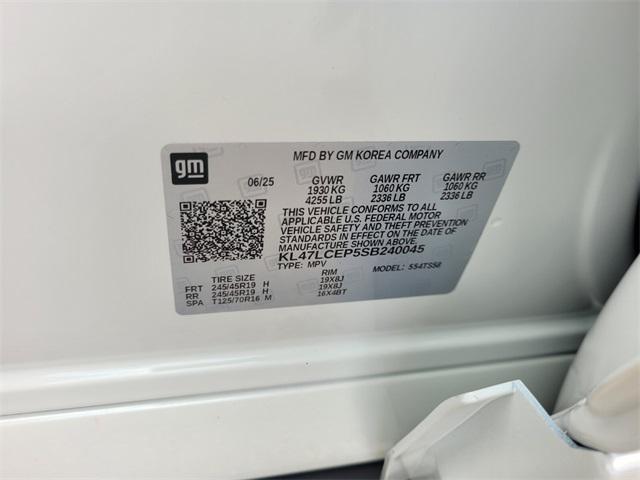 gm
MFD BY GM KOREA COMPANY
06/25 GVWR GAWR FRT GAWR RR
1930 KG 1060 KG 1060 KG
4255 LB 2336 LB 2336 LB
THIS VEHICLE CONFORMS TO ALL
APPLICABLE U.S. FEDERAL MOTOR
VEHICLE SAFETY AND THEFT PREVENTION
STANDARDS IN EFFECT ON THE DATE OF
MANUFACTURE SHOWN ABOVE.
KL47LCEP5SB240045
TYPE: MPV MODEL: 554TS58
TIRE SIZE RIM
FRT 245/45R19 H 19X8J
RR 245/45R19 H 19X8J
SPA T125/70R16 M 16X4BT